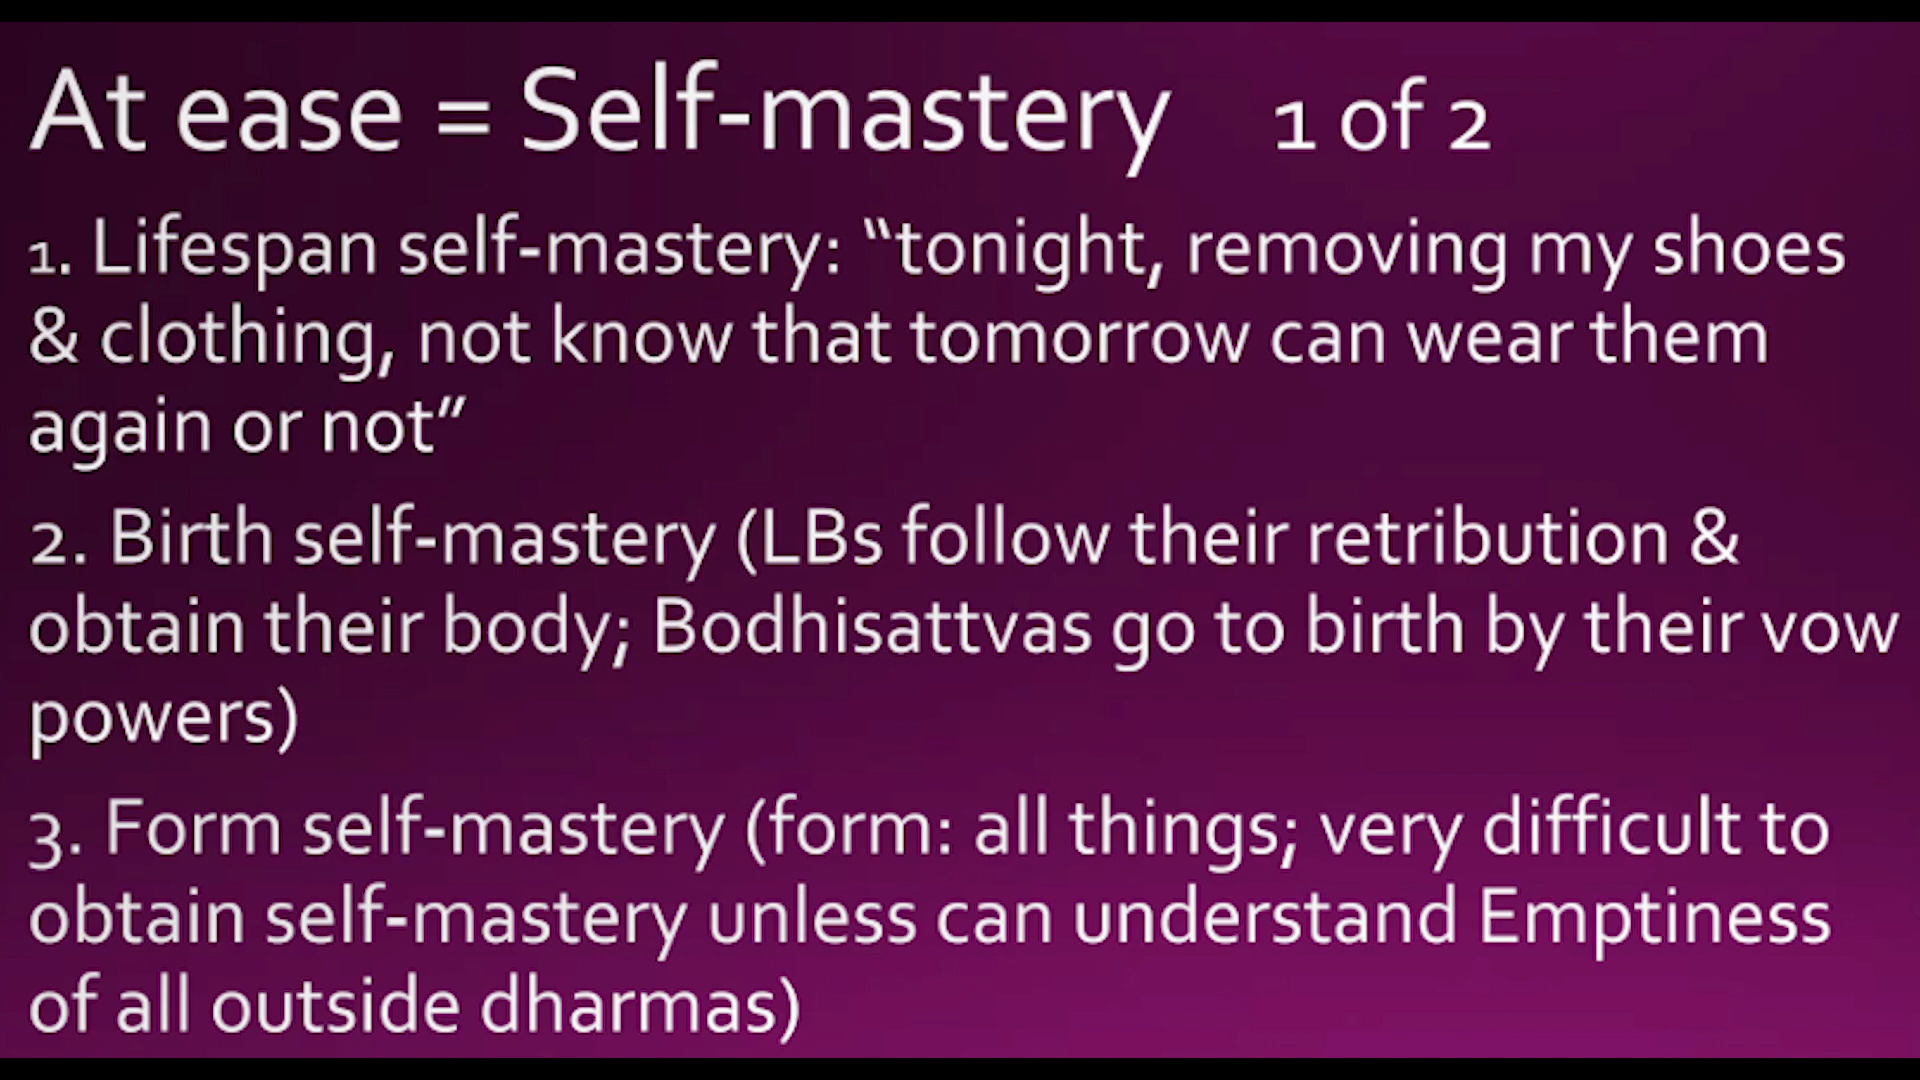 At ease = Self-mastery 1 of 2
1. Lifespan self-mastery: “tonight, removing my shoes
& clothing, not know that tomorrow can wear them
again or not”
2. Birth self-mastery (LBs follow their retribution &
obtain their body; Bodhisattvas go to birth by their vow
powers)
3. Form self-mastery (form: all things; very difficult to
obtain self-mastery unless can understand Emptiness
of all outside dharmas)